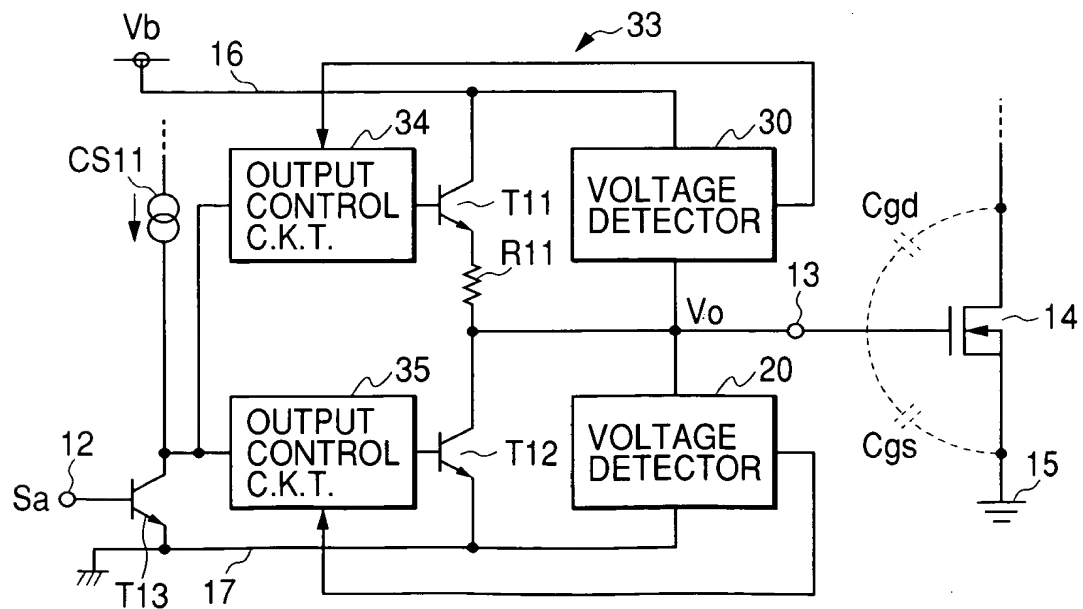 Vb
16
33
34
30
CS11
OUTPUT
CONTROL
C.K.T.
T11
VOLTAGE
DETECTOR
Cgd
R11
13
Vo
14
35
20
OUTPUT
CONTROL
C.K.T.
T12
VOLTAGE
DETECTOR
Cgs
12
Sa
15
T13
17